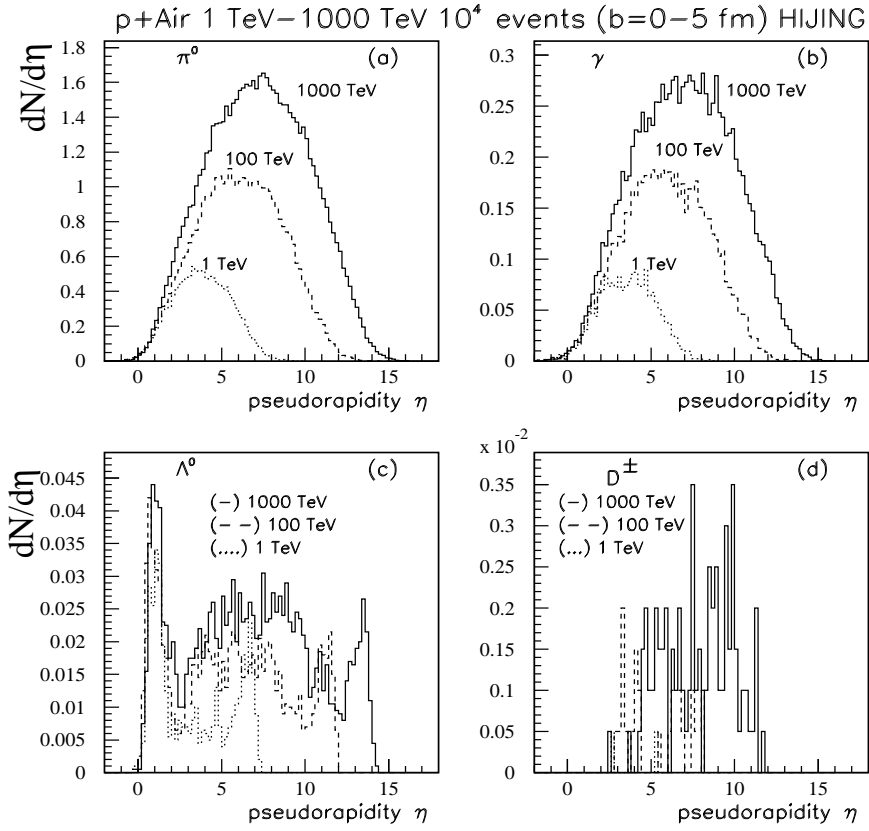 p+Air 1 TeV−1000 TeV 10⁴ events (b=0−5 fm) HIJING
dN/dη
π⁰
(a)
1000 TeV
100 TeV
1 TeV
1.8
1.6
1.4
1.2
1
0.8
0.6
0.4
0.2
0
0
5
10
15
pseudorapidity η
γ
(b)
1000 TeV
100 TeV
1 TeV
0.3
0.25
0.2
0.15
0.1
0.05
0
0
5
10
15
pseudorapidity η
dN/dη
Λ⁰
(c)
(−) 1000 TeV
(− −) 100 TeV
(....) 1 TeV
0.045
0.04
0.035
0.03
0.025
0.02
0.015
0.01
0.005
0
0
5
10
15
pseudorapidity η
x 10⁻²
D±
(d)
(−) 1000 TeV
(− −) 100 TeV
(...) 1 TeV
0.35
0.3
0.25
0.2
0.15
0.1
0.05
0
0
5
10
15
pseudorapidity η